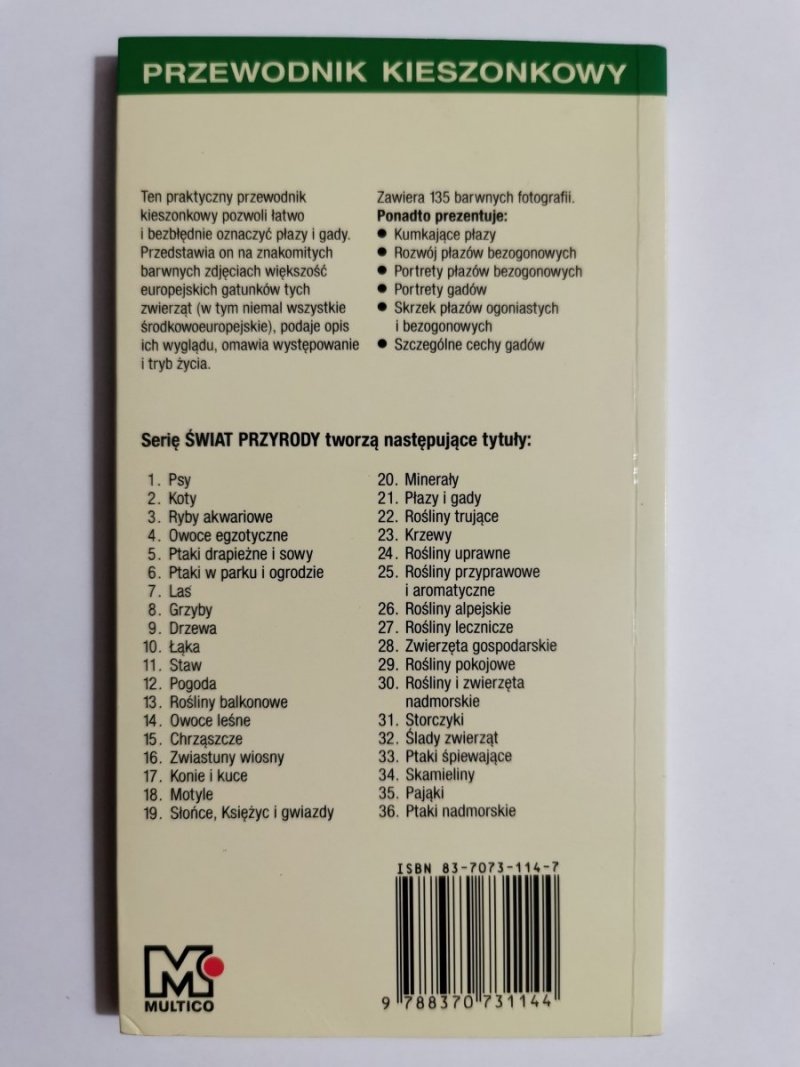 PRZEWODNIK KIESZONKOWY
Ten praktyczny przewodnik
kieszonkowy pozwoli łatwo
i bezbłędnie oznaczyć płazy i gady.
Przedstawia on na znakomitych
barwnych zdjęciach większość
europejskich gatunków tych
zwierząt (w tym niemal wszystkie
środkowoeuropejskie), podaje opis
ich wyglądu, omawia występowanie
i tryb życia.
Zawiera 135 barwnych fotografii.
Ponadto prezentuje:
● Kumkające płazy
● Rozwój płazów bezogonowych
● Portrety płazów bezogonowych
● Portrety gadów
● Skrzek płazów ogoniastych
i bezogonowych
● Szczególne cechy gadów
Serię ŚWIAT PRZYRODY tworzą następujące tytuły:
1. Psy
2. Koty
3. Ryby akwariowe
4. Owoce egzotyczne
5. Ptaki drapieżne i sowy
6. Ptaki w parku i ogrodzie
7. Las
8. Grzyby
9. Drzewa
10. Łąka
11. Staw
12. Pogoda
13. Rośliny balkonowe
14. Owoce leśne
15. Chrząszcze
16. Zwiastuny wiosny
17. Konie i kuce
18. Motyle
19. Słońce, Księżyc i gwiazdy
20. Minerały
21. Płazy i gady
22. Rośliny trujące
23. Krzewy
24. Rośliny uprawne
25. Rośliny przyprawowe
i aromatyczne
26. Rośliny alpejskie
27. Rośliny lecznicze
28. Zwierzęta gospodarskie
29. Rośliny pokojowe
30. Rośliny i zwierzęta
nadmorskie
31. Storczyki
32. Ślady zwierząt
33. Ptaki śpiewające
34. Skamieliny
35. Pająki
36. Ptaki nadmorskie
ISBN 83-7073-114-7
9 788370 731144
M
MULTICO